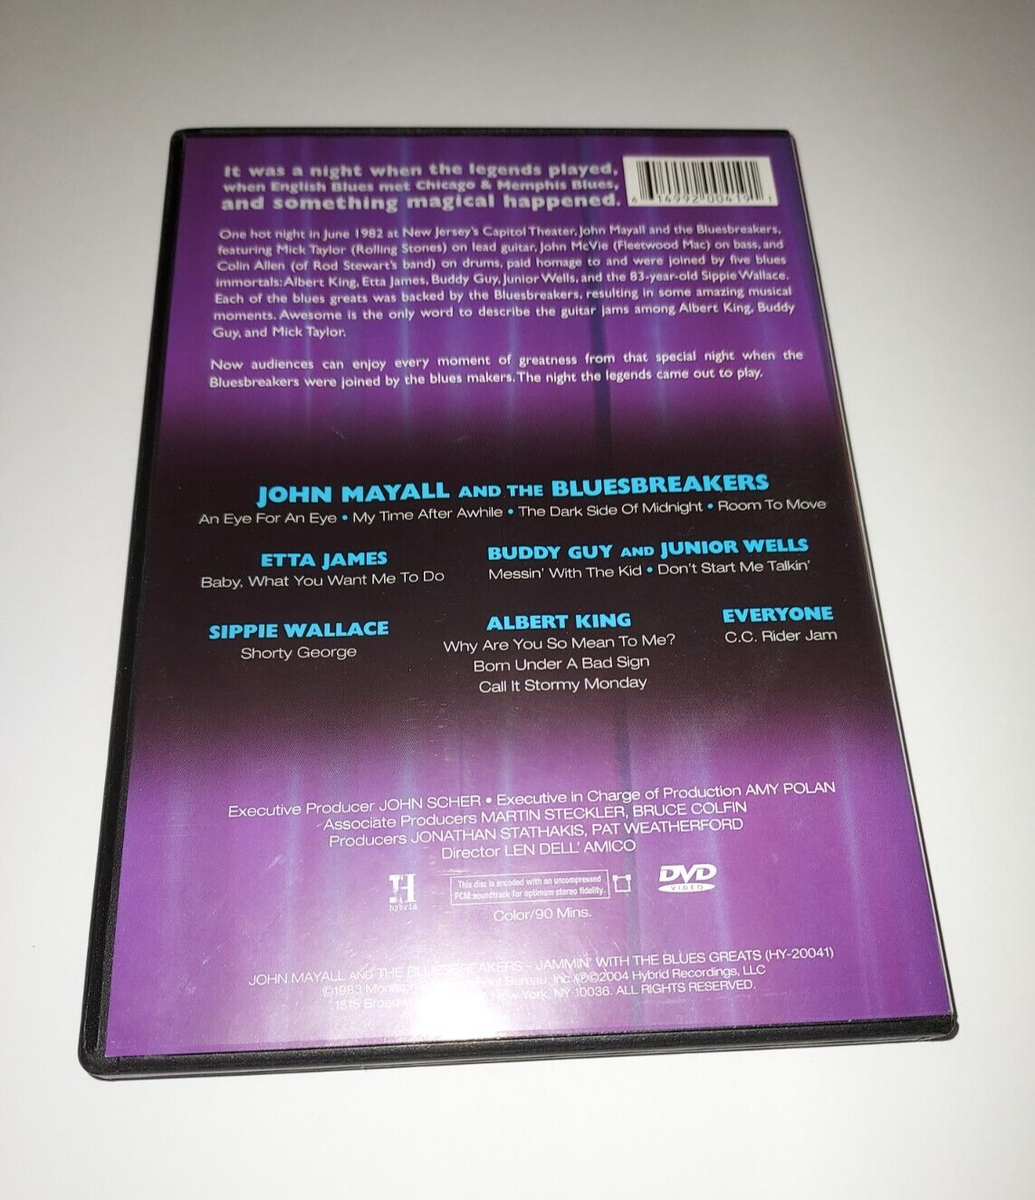 It was a night when the legends played,
when English Blues met Chicago & Memphis Blues,
and something magical happened.
6 14992 00419 1
One hot night in June 1982 at New Jersey's Capitol Theater, John Mayall and the Bluesbreakers,
featuring Mick Taylor (Rolling Stones) on lead guitar, John McVie (Fleetwood Mac) on bass, and
Colin Allen (of Rod Stewart's band) on drums, paid homage to and were joined by five blues
immortals: Albert King, Etta James, Buddy Guy, Junior Wells, and the 83-year-old Sippie Wallace.
Each of the blues greats was backed by the Bluesbreakers, resulting in some amazing musical
moments. Awesome is the only word to describe the guitar jams among Albert King, Buddy
Guy, and Mick Taylor.
Now audiences can enjoy every moment of greatness from that special night when the
Bluesbreakers were joined by the blues makers. The night the legends came out to play.
JOHN MAYALL AND THE BLUESBREAKERS
An Eye For An Eye • My Time After Awhile • The Dark Side Of Midnight • Room To Move
ETTA JAMES
Baby, What You Want Me To Do
BUDDY GUY AND JUNIOR WELLS
Messin' With The Kid • Don't Start Me Talkin'
SIPPIE WALLACE
Shorty George
ALBERT KING
Why Are You So Mean To Me?
Born Under A Bad Sign
Call It Stormy Monday
EVERYONE
C.C. Rider Jam
Executive Producer JOHN SCHER • Executive in Charge of Production AMY POLAN
Associate Producers MARTIN STECKLER, BRUCE COLFIN
Producers JONATHAN STATHAKIS, PAT WEATHERFORD
Director LEN DELL' AMICO
H
hybrid
This disc is encoded with an uncompressed
PCM soundtrack for optimum stereo fidelity.
DVD
VIDEO
Color/90 Mins.
JOHN MAYALL AND THE BLUESBREAKERS - JAMMIN' WITH THE BLUES GREATS (HY-20041)
©1983 Bureau, Inc. ℗©2004 Hybrid Recordings, LLC
New York, NY 10036. ALL RIGHTS RESERVED.